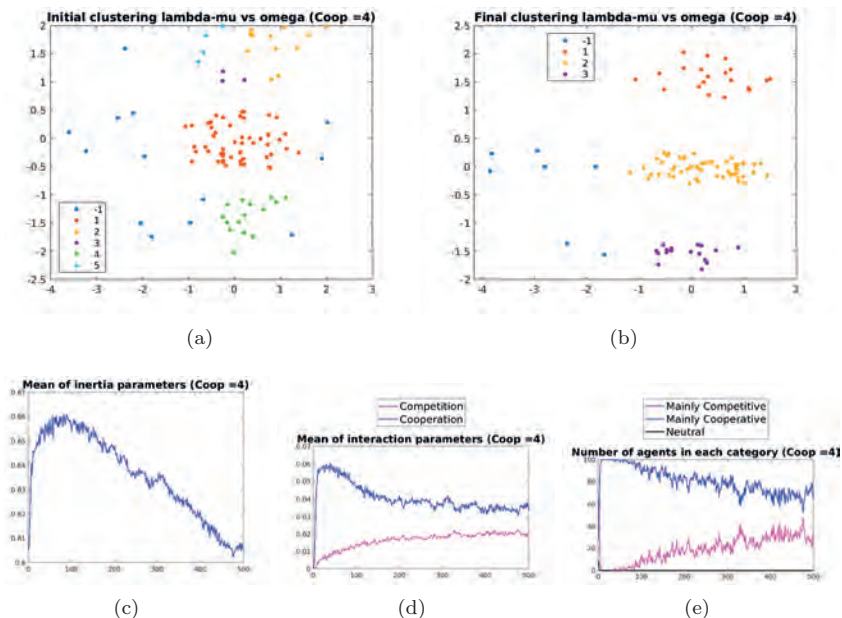 Initial clustering lambda-mu vs omega (Coop =4)
2
1.5
1
0.5
0
-0.5
-1
-1.5
-2
-2.5
-1
1
2
3
4
5
-4 -3 -2 -1 0 1 2 3
(a)
Final clustering lambda-mu vs omega (Coop =4)
2.5
2
1.5
1
0.5
0
-0.5
-1
-1.5
-2
-1
1
2
3
-4 -3 -2 -1 0 1 2
(b)
Mean of inertia parameters (Coop =4)
0 100 200 300 400 500
(c)
Competition
Cooperation
Mean of interaction parameters (Coop =4)
0.07
0.06
0.05
0.04
0.03
0.02
0.01
0
0 100 200 300 400 500
(d)
Mainly Competitive
Mainly Cooperative
Neutral
Number of agents in each category (Coop =4)
100
80
60
40
20
0
0 100 200 300 400 500
(e)